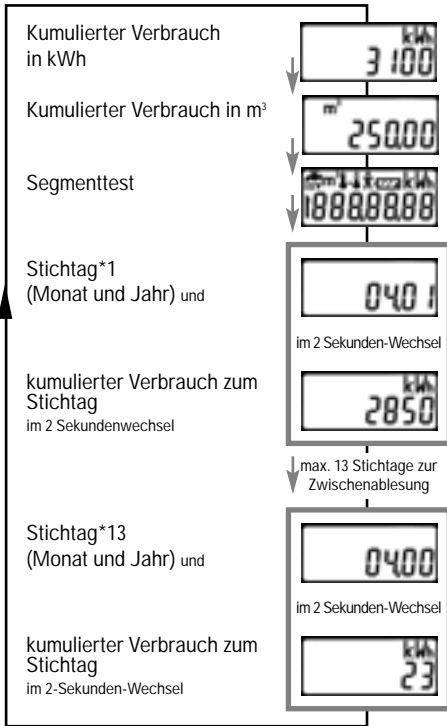 Kumulierter Verbrauch
in kWh
kWh
3100
Kumulierter Verbrauch in m³
m³
250.00
Segmenttest
1888.88.88
Stichtag*1
(Monat und Jahr) und
04.01
im 2 Sekunden-Wechsel
kumulierter Verbrauch zum
Stichtag
im 2 Sekundenwechsel
kWh
2850
max. 13 Stichtage zur
Zwischenablesung
Stichtag*13
(Monat und Jahr) und
04.00
im 2 Sekunden-Wechsel
kumulierter Verbrauch zum
Stichtag
im 2-Sekunden-Wechsel
kWh
23